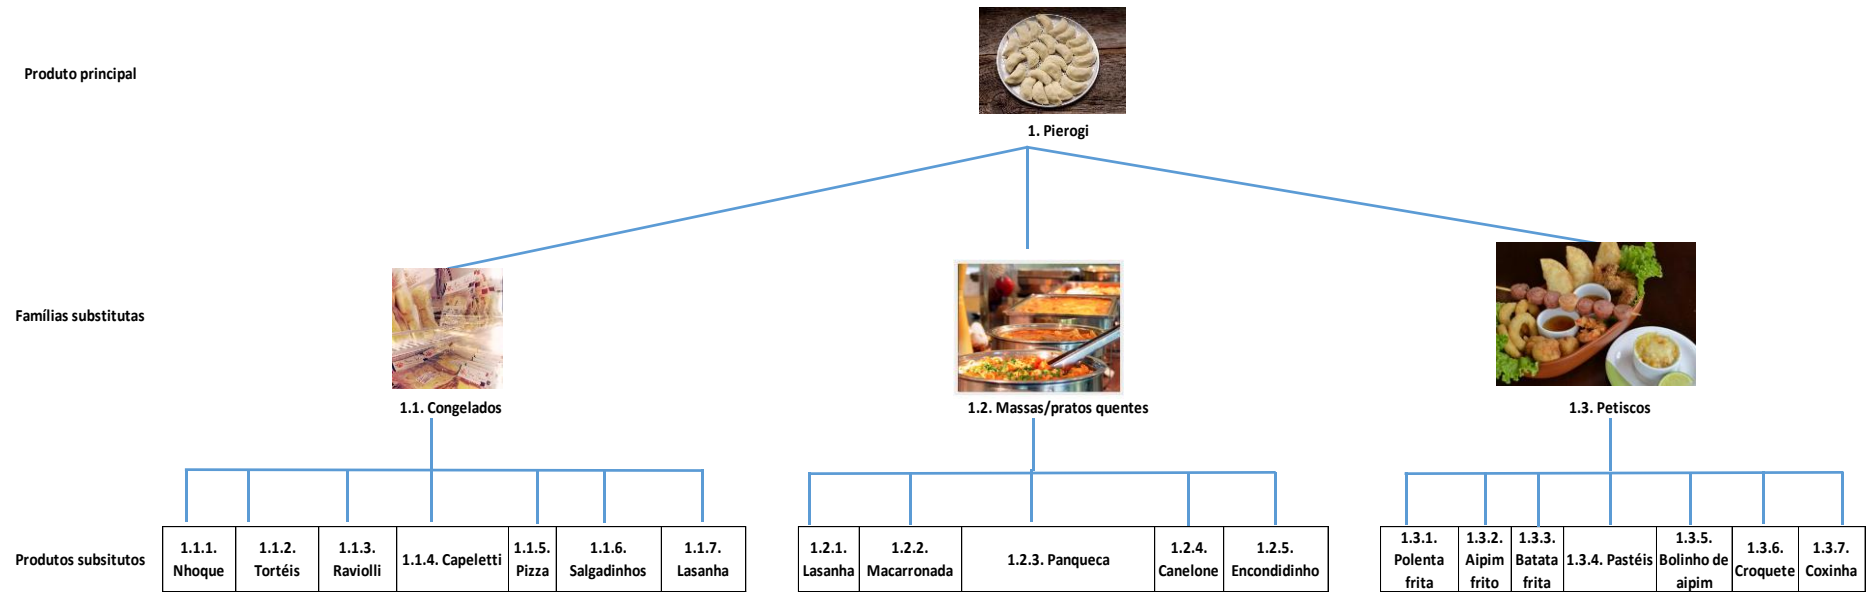 Produto principal
1. Pierogi
Famílias substitutas
1.1. Congelados
1.2. Massas/pratos quentes
1.3. Petiscos
Produtos subsitutos
1.1.1.
Nhoque
1.1.2.
Tortéis
1.1.3.
Raviolli
1.1.4. Capeletti
1.1.5.
Pizza
1.1.6.
Salgadinhos
1.1.7.
Lasanha
1.2.1.
Lasanha
1.2.2.
Macarronada
1.2.3. Panqueca
1.2.4.
Canelone
1.2.5.
Encondidinho
1.3.1.
Polenta
frita
1.3.2.
Aipim
frito
1.3.3.
Batata
frita
1.3.4. Pastéis
1.3.5.
Bolinho de
aipim
1.3.6.
Croquete
1.3.7.
Coxinha